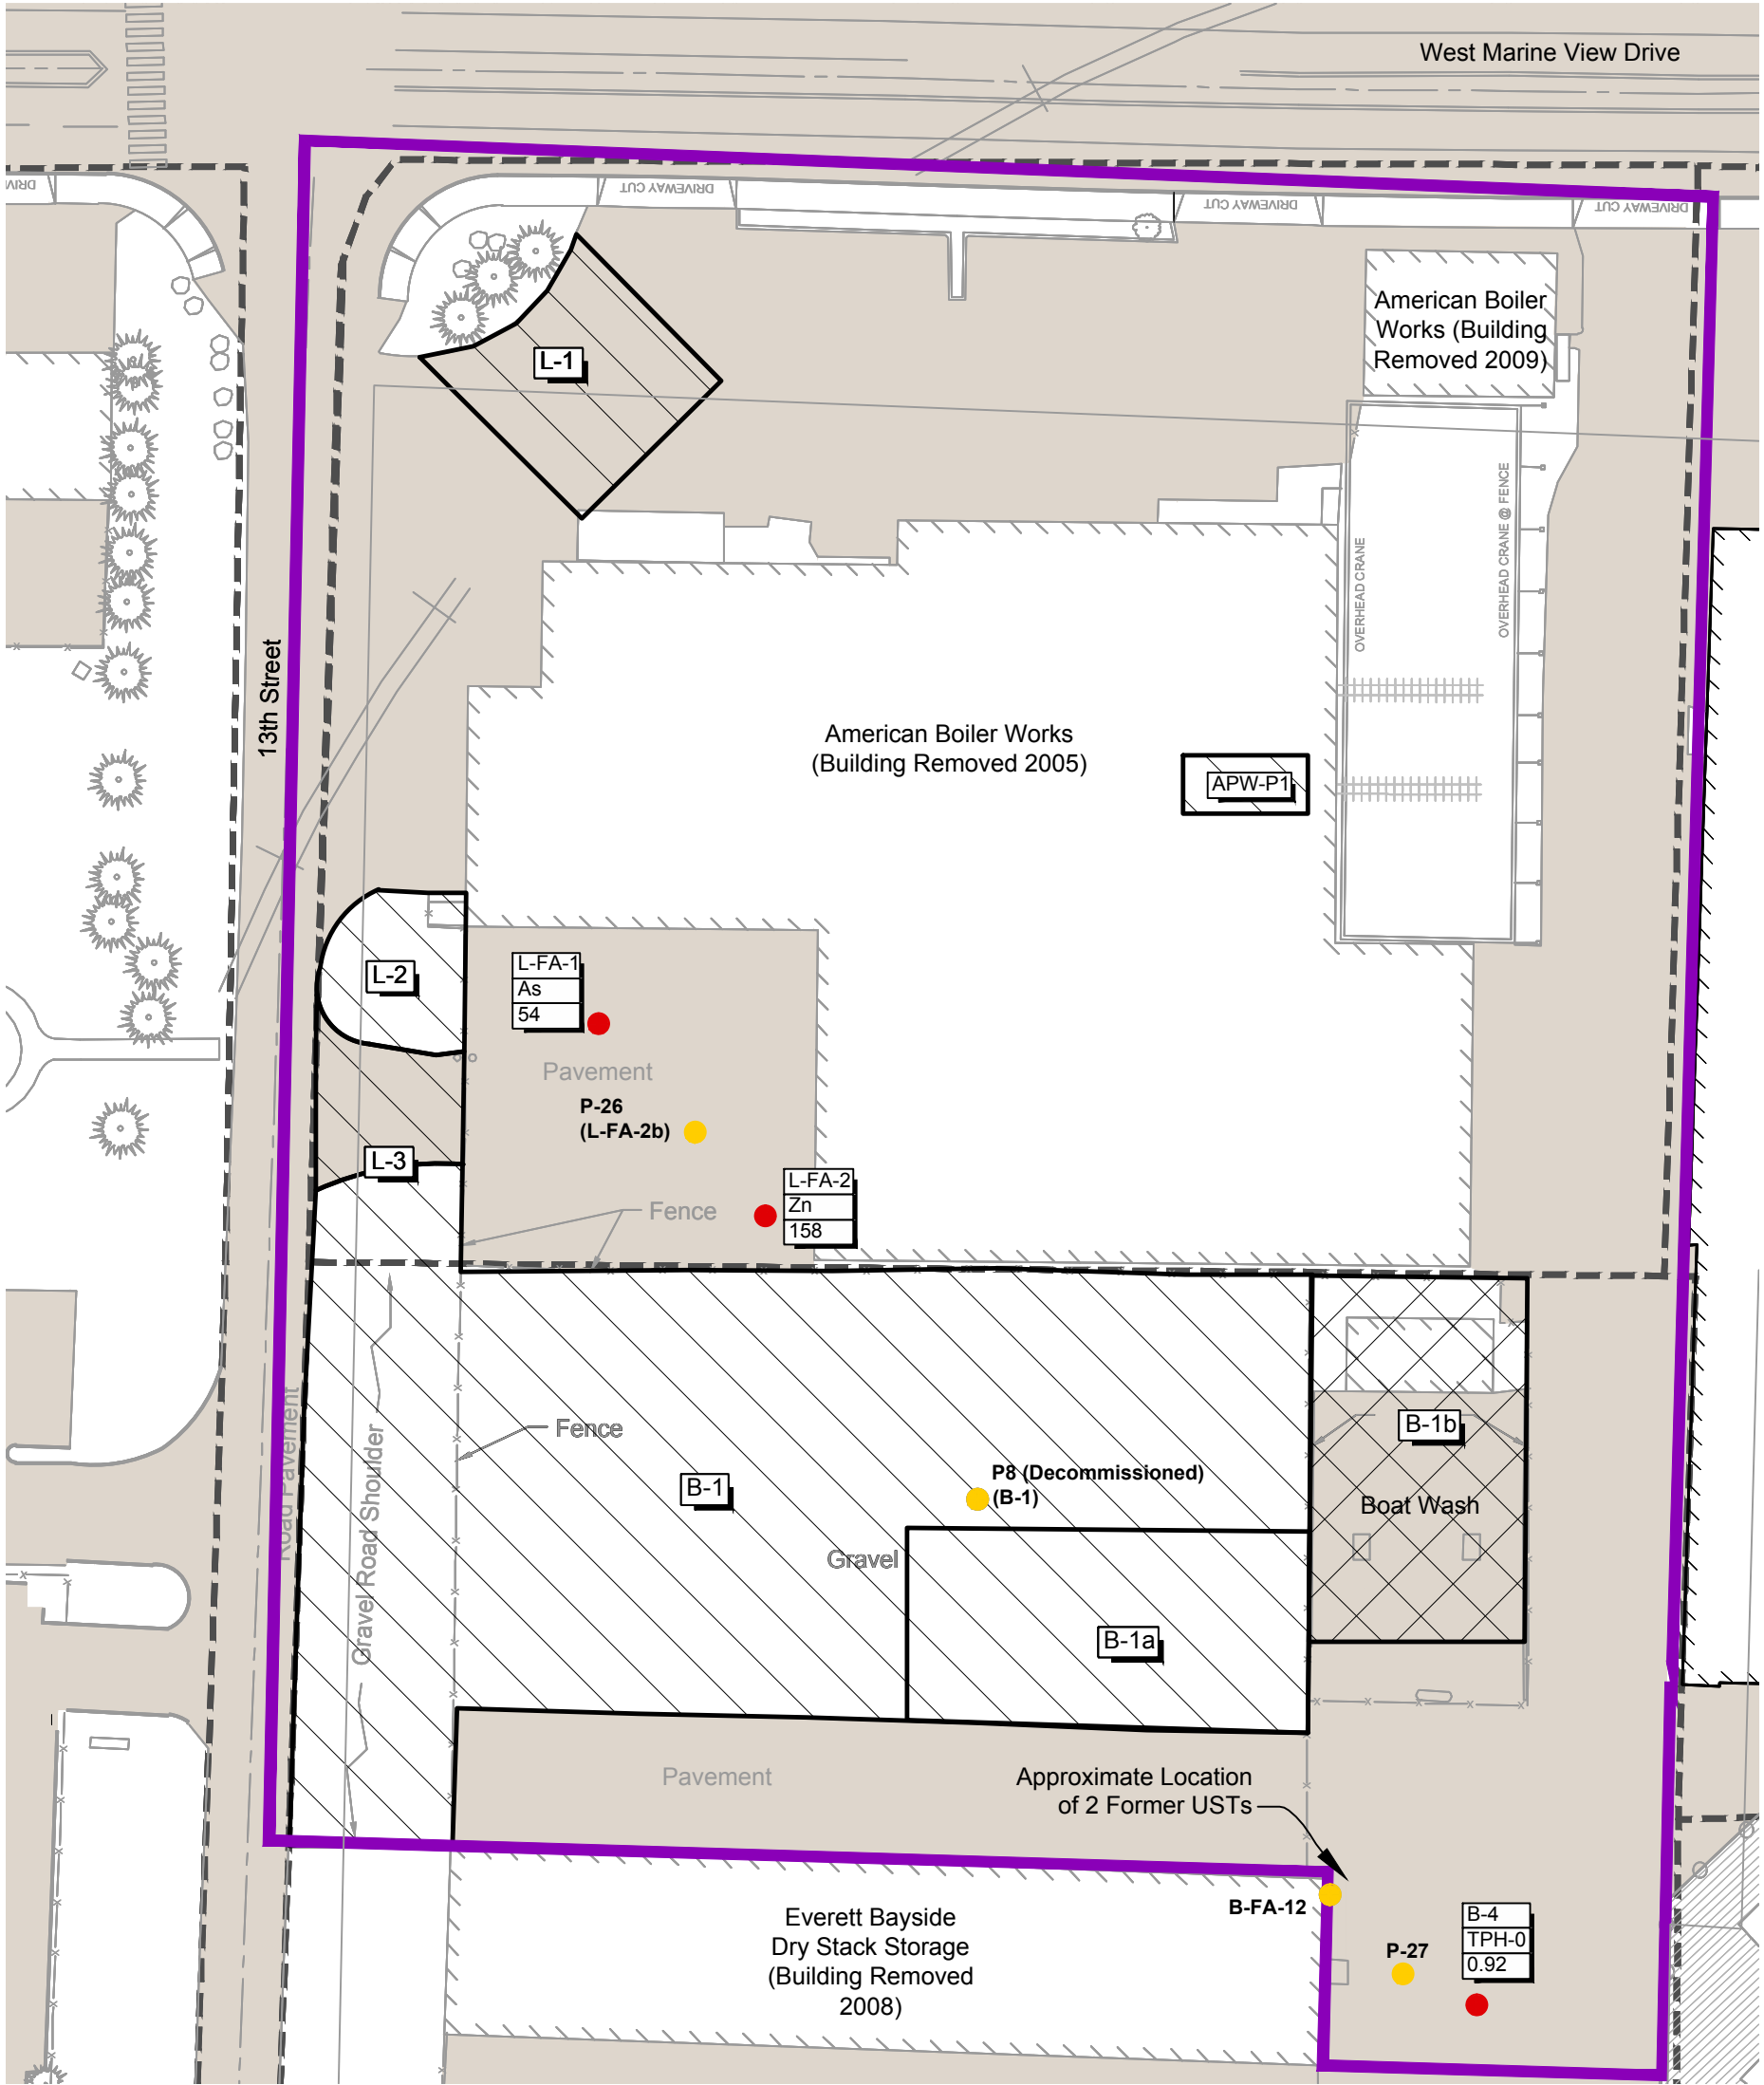 West Marine View Drive
DRIVEWAY CUT
DRIVEWAY CUT
DRIVEWAY CUT
American Boiler
Works (Building
Removed 2009)
L-1
OVERHEAD CRANE
OVERHEAD CRANE @ FENCE
13th Street
American Boiler Works
(Building Removed 2005)
APW-P1
L-2
L-FA-1
As
54
Pavement
P-26
(L-FA-2b)
L-3
L-FA-2
Zn
158
Fence
Road Pavement
Gravel Road Shoulder
Fence
B-1
P8 (Decommissioned)
(B-1)
B-1b
Boat Wash
Gravel
B-1a
Pavement
Approximate Location
of 2 Former USTs
B-FA-12
Everett Bayside
Dry Stack Storage
(Building Removed
2008)
P-27
B-4
TPH-0
0.92